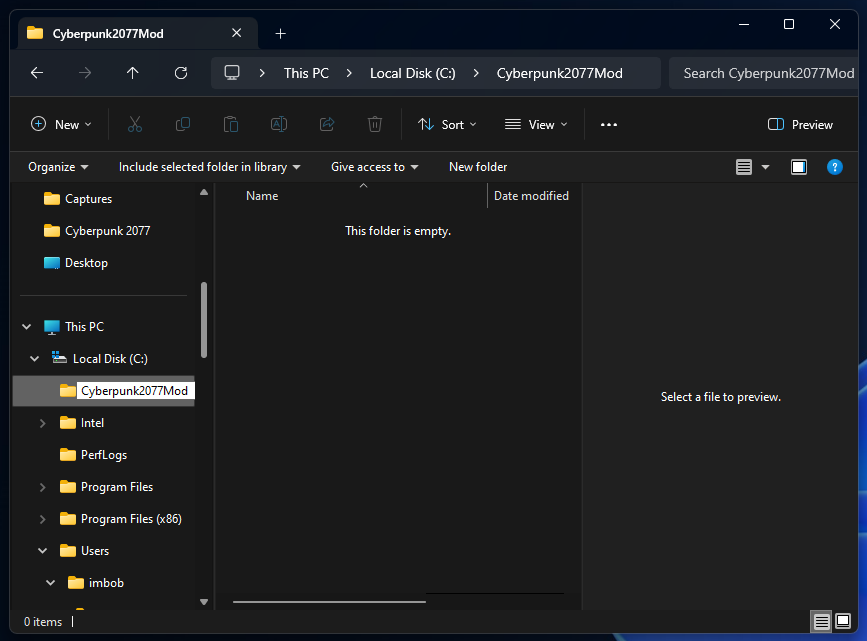 Cyberpunk2077Mod
This PC Local Disk (C:) Cyberpunk2077Mod Search Cyberpunk2077Mod
New Sort View ••• Preview
Organize Include selected folder in library Give access to New folder ?
Captures
Cyberpunk 2077
Desktop
This PC
Local Disk (C:)
Cyberpunk2077Mod
Intel
PerfLogs
Program Files
Program Files (x86)
Users
imbob
Name Date modified
This folder is empty.
Select a file to preview.
0 items